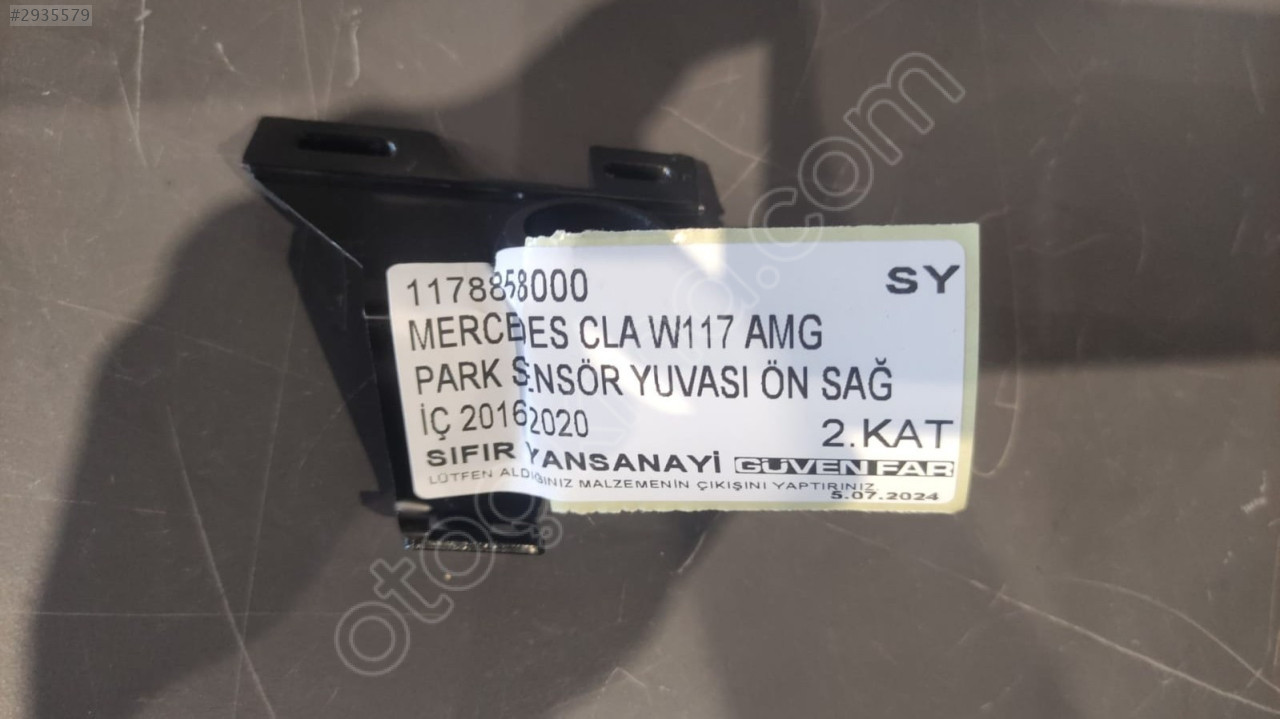 #2935579
1178858000
SY
MERCEDES CLA W117 AMG
PARK SENSÖR YUVASI ÖN SAĞ
İÇ 2016 2020
2.KAT
SIFIR YANSANAYİ GÜVEN FAR
LÜTFEN ALDIĞINIZ MALZEMENİN ÇIKIŞINI YAPTIRINIZ.
5.07.2024